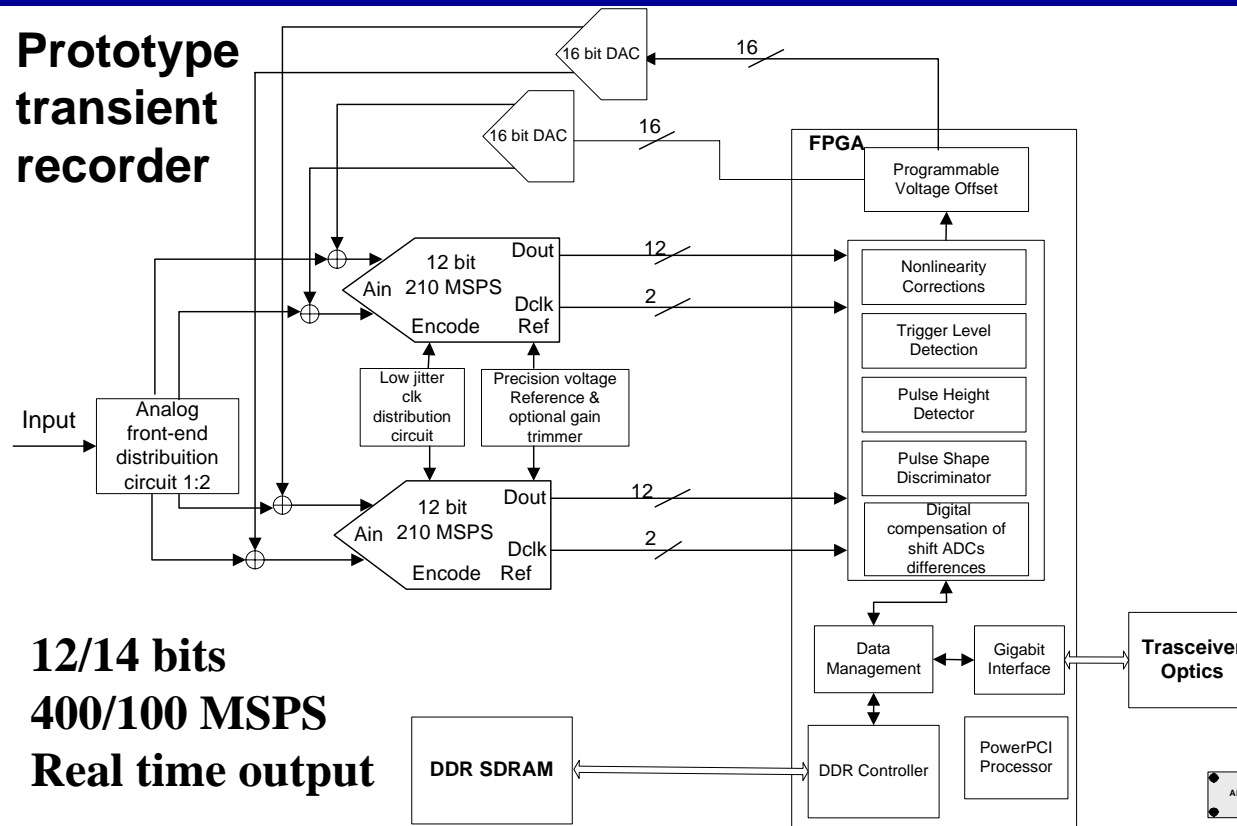 Prototype
transient
recorder
16 bit DAC
16
16 bit DAC
16
FPGA
Programmable
Voltage Offset
Dout
12 bit
Ain
210 MSPS
Dclk
Encode
Ref
12
2
Nonlinearity
Corrections
Trigger Level
Detection
Pulse Height
Detector
Pulse Shape
Discriminator
Digital
compensation of
shift ADCs
differences
Low jitter
clk
distribution
circuit
Precision voltage
Reference &
optional gain
trimmer
Input
Analog
front-end
distribuition
circuit 1:2
Dout
12 bit
Ain
210 MSPS
Dclk
Encode
Ref
12
2
Data
Management
Gigabit
Interface
Trasceiver
Optics
12/14 bits
400/100 MSPS
Real time output
DDR SDRAM
DDR Controller
PowerPCI
Processor